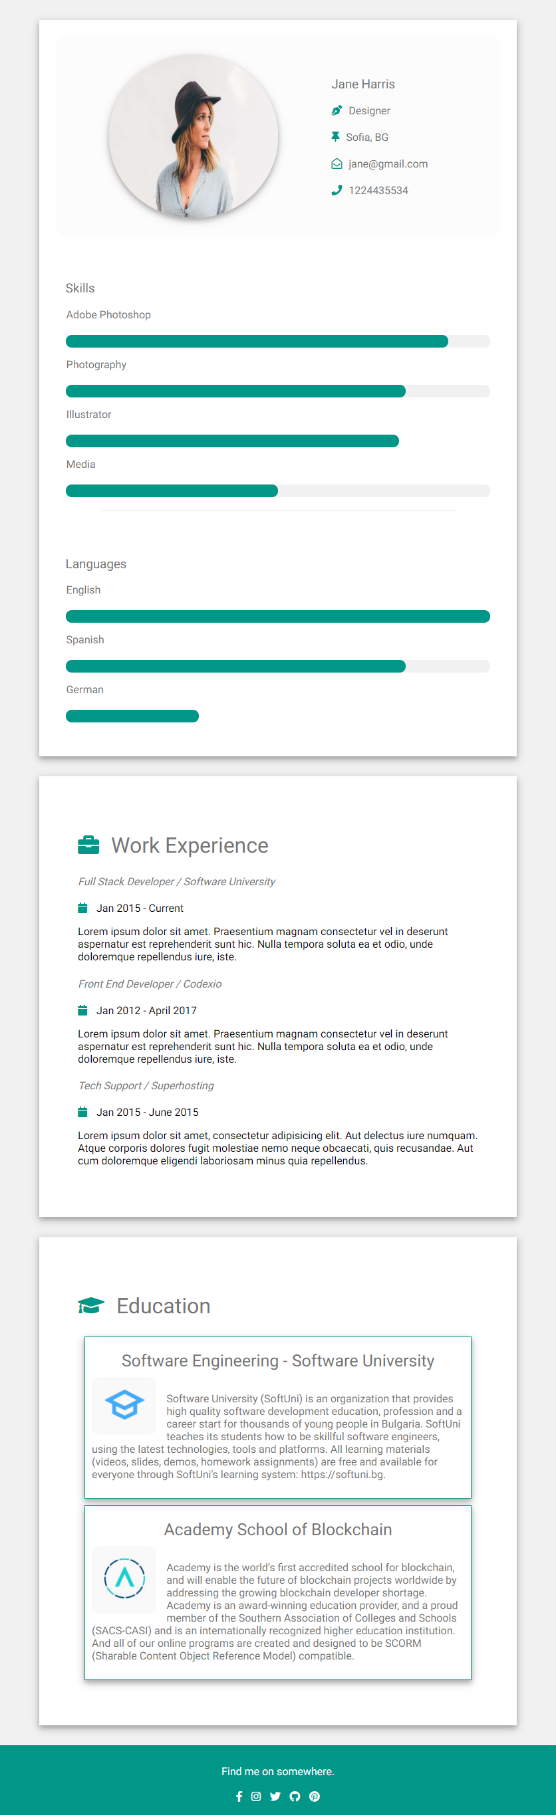 Jane Harris
Designer
Sofia, BG
jane@gmail.com
1224435534
Skills
Adobe Photoshop
Photography
Illustrator
Media
Languages
English
Spanish
German
Work Experience
Full Stack Developer / Software University
Jan 2015 - Current
Lorem ipsum dolor sit amet. Praesentium magnam consectetur vel in deserunt
aspernatur est reprehenderit sunt hic. Nulla tempora soluta ea et odio, unde
doloremque repellendus iure, iste.
Front End Developer / Codexio
Jan 2012 - April 2017
Lorem ipsum dolor sit amet. Praesentium magnam consectetur vel in deserunt
aspernatur est reprehenderit sunt hic. Nulla tempora soluta ea et odio, unde
doloremque repellendus iure, iste.
Tech Support / Superhosting
Jan 2015 - June 2015
Lorem ipsum dolor sit amet, consectetur adipisicing elit. Aut delectus iure numquam.
Atque corporis dolores fugit molestiae nemo neque obcaecati, quis recusandae. Aut
cum doloremque eligendi laboriosam minus quia repellendus.
Education
Software Engineering - Software University
Software University (SoftUni) is an organization that provides
high quality software development education, profession and a
career start for thousands of young people in Bulgaria. SoftUni
teaches its students how to be skillful software engineers,
using the latest technologies, tools and platforms. All learning materials
(videos, slides, demos, homework assignments) are free and available for
everyone through SoftUni's learning system: https://softuni.bg.
Academy School of Blockchain
Academy is the world's first accredited school for blockchain,
and will enable the future of blockchain projects worldwide by
addressing the growing blockchain developer shortage.
Academy is an award-winning education provider, and a proud
member of the Southern Association of Colleges and Schools
(SACS-CASI) and is an internationally recognized higher education institution.
And all of our online programs are created and designed to be SCORM
(Sharable Content Object Reference Model) compatible.
Find me on somewhere.